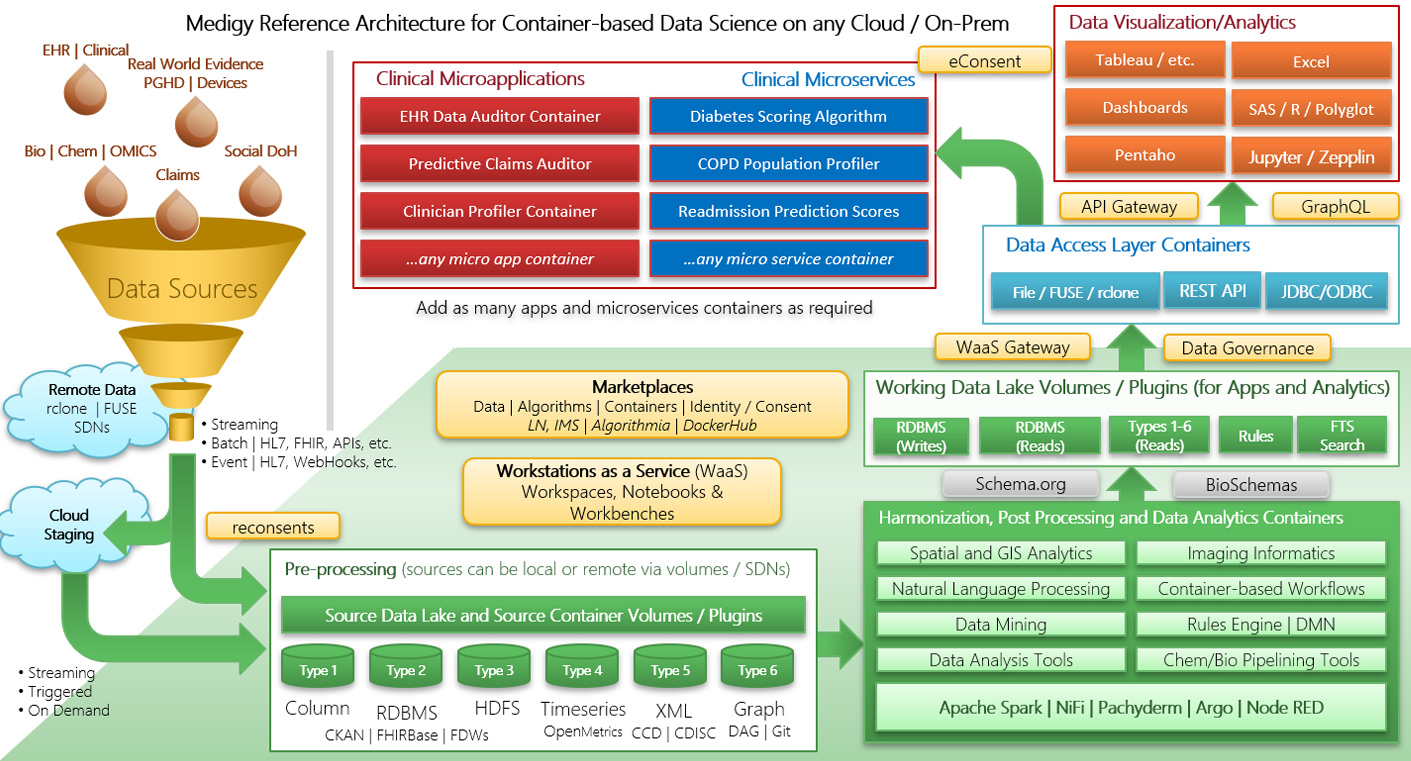 Medigy Reference Architecture for Container-based Data Science on any Cloud / On-Prem
EHR | Clinical
Real World Evidence
PGHD | Devices
Bio | Chem | OMICS
Social DoH
Claims
Data Sources
Remote Data
rclone | FUSE
SDNs
• Streaming
• Batch | HL7, FHIR, APIs, etc.
• Event | HL7, WebHooks, etc.
Cloud
Staging
reconsents
• Streaming
• Triggered
• On Demand
Clinical Microapplications
EHR Data Auditor Container
Predictive Claims Auditor
Clinician Profiler Container
...any micro app container
Clinical Microservices
Diabetes Scoring Algorithm
COPD Population Profiler
Readmission Prediction Scores
...any micro service container
Add as many apps and microservices containers as required
eConsent
Data Visualization/Analytics
Tableau / etc.
Excel
Dashboards
SAS / R / Polyglot
Pentaho
Jupyter / Zepplin
API Gateway
GraphQL
Data Access Layer Containers
File / FUSE / rclone
REST API
JDBC/ODBC
WaaS Gateway
Data Governance
Marketplaces
Data | Algorithms | Containers | Identity / Consent
LN, IMS | Algorithmia | DockerHub
Workstations as a Service (WaaS)
Workspaces, Notebooks &
Workbenches
Working Data Lake Volumes / Plugins (for Apps and Analytics)
RDBMS
(Writes)
RDBMS
(Reads)
Types 1-6
(Reads)
Rules
FTS
Search
Schema.org
BioSchemas
Harmonization, Post Processing and Data Analytics Containers
Spatial and GIS Analytics
Imaging Informatics
Natural Language Processing
Container-based Workflows
Data Mining
Rules Engine | DMN
Data Analysis Tools
Chem/Bio Pipelining Tools
Apache Spark | NiFi | Pachyderm | Argo | Node RED
Pre-processing (sources can be local or remote via volumes / SDNs)
Source Data Lake and Source Container Volumes / Plugins
Type 1
Type 2
Type 3
Type 4
Type 5
Type 6
Column
RDBMS
HDFS
Timeseries
XML
Graph
CKAN | FHIRBase | FDWs
OpenMetrics
CCD | CDISC
DAG | Git